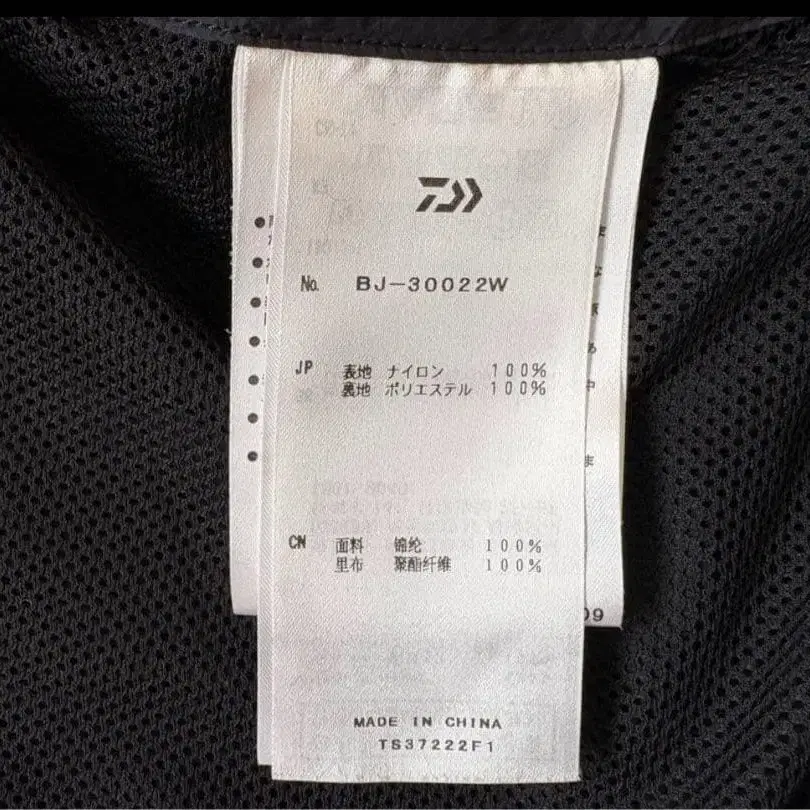 No. BJ-30022W
JP 表地 ナイロン 100%
裏地 ポリエステル 100%
CN 面料 锦纶 100%
里布 聚酯纤维 100%
09
MADE IN CHINA
TS37222F1